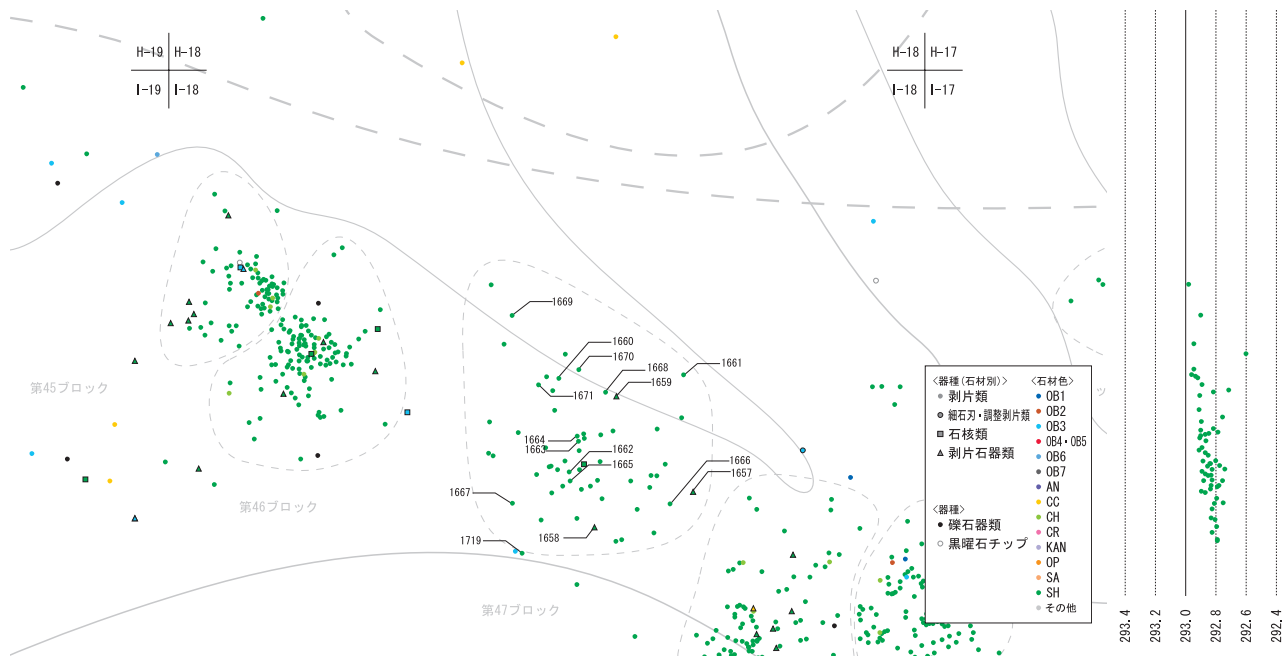 H-19 H-18
I-19 I-18
H-18 H-17
I-18 I-17
1669
1660
1670
1668
1661
1659
1671
1664
1663
1662
1665
1666
1657
1667
1658
1719
第45ブロック
第46ブロック
第47ブロック
ッ
<器種(石材別)>
剥片類
細石刃・調整剥片類
石核類
剥片石器類
<器種>
礫石器類
黒曜石チップ
<石材色>
OB1
OB2
OB3
OB4・OB5
OB6
OB7
AN
CC
CH
CR
KAN
OP
SA
SH
その他
293.4
293.2
293.0
292.8
292.6
292.4